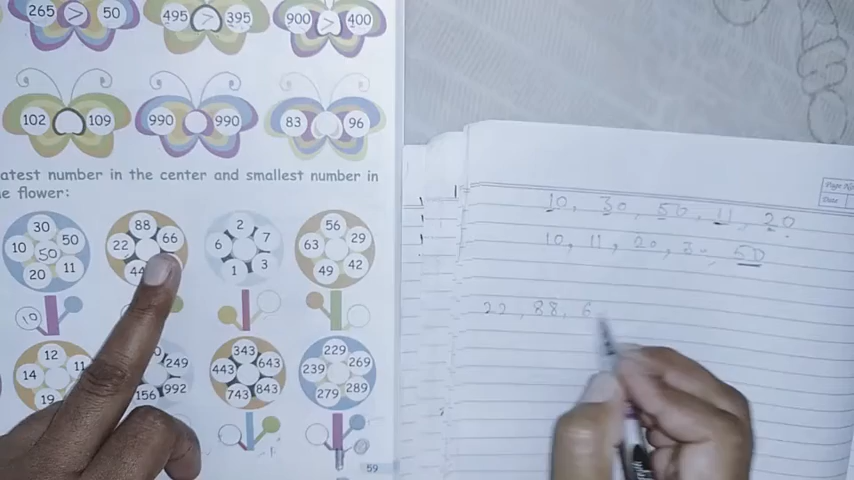 265 > 50
495 > 395
900 > 400
102 109
990 990
83 96
atest number in the center and smallest number in
e flower:
30 50 11 20 10 50
88 66 44 22
2 7 3 1 6
56 29 42 49 63
10
12 11 19 14
249 992 156
343 643 843 743 443
229 269 289 279 239
59
Date
10, 30, 50, 11, 20
10, 11, 20, 30, 50
22, 88, 6